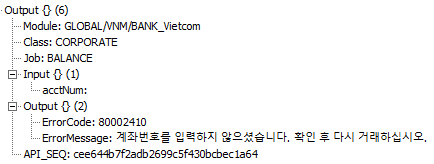 Output {} (6)
Module: GLOBAL/VNM/BANK_Vietcom
Class: CORPORATE
Job: BALANCE
Input {} (1)
acctNum:
Output {} (2)
ErrorCode: 80002410
ErrorMessage: 계좌번호를 입력하지 않으셨습니다. 확인 후 다시 거래하십시오.
API_SEQ: cee644b7f2adb2699c5f430bcbec1a64